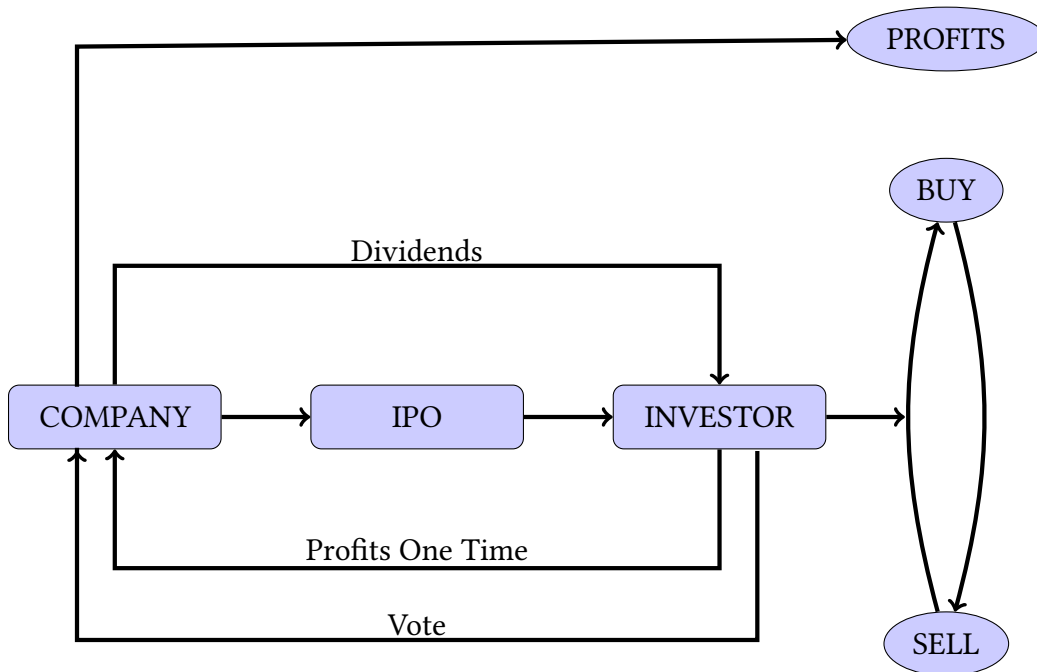 PROFITS
BUY
Dividends
COMPANY
IPO
INVESTOR
Profits One Time
Vote
SELL